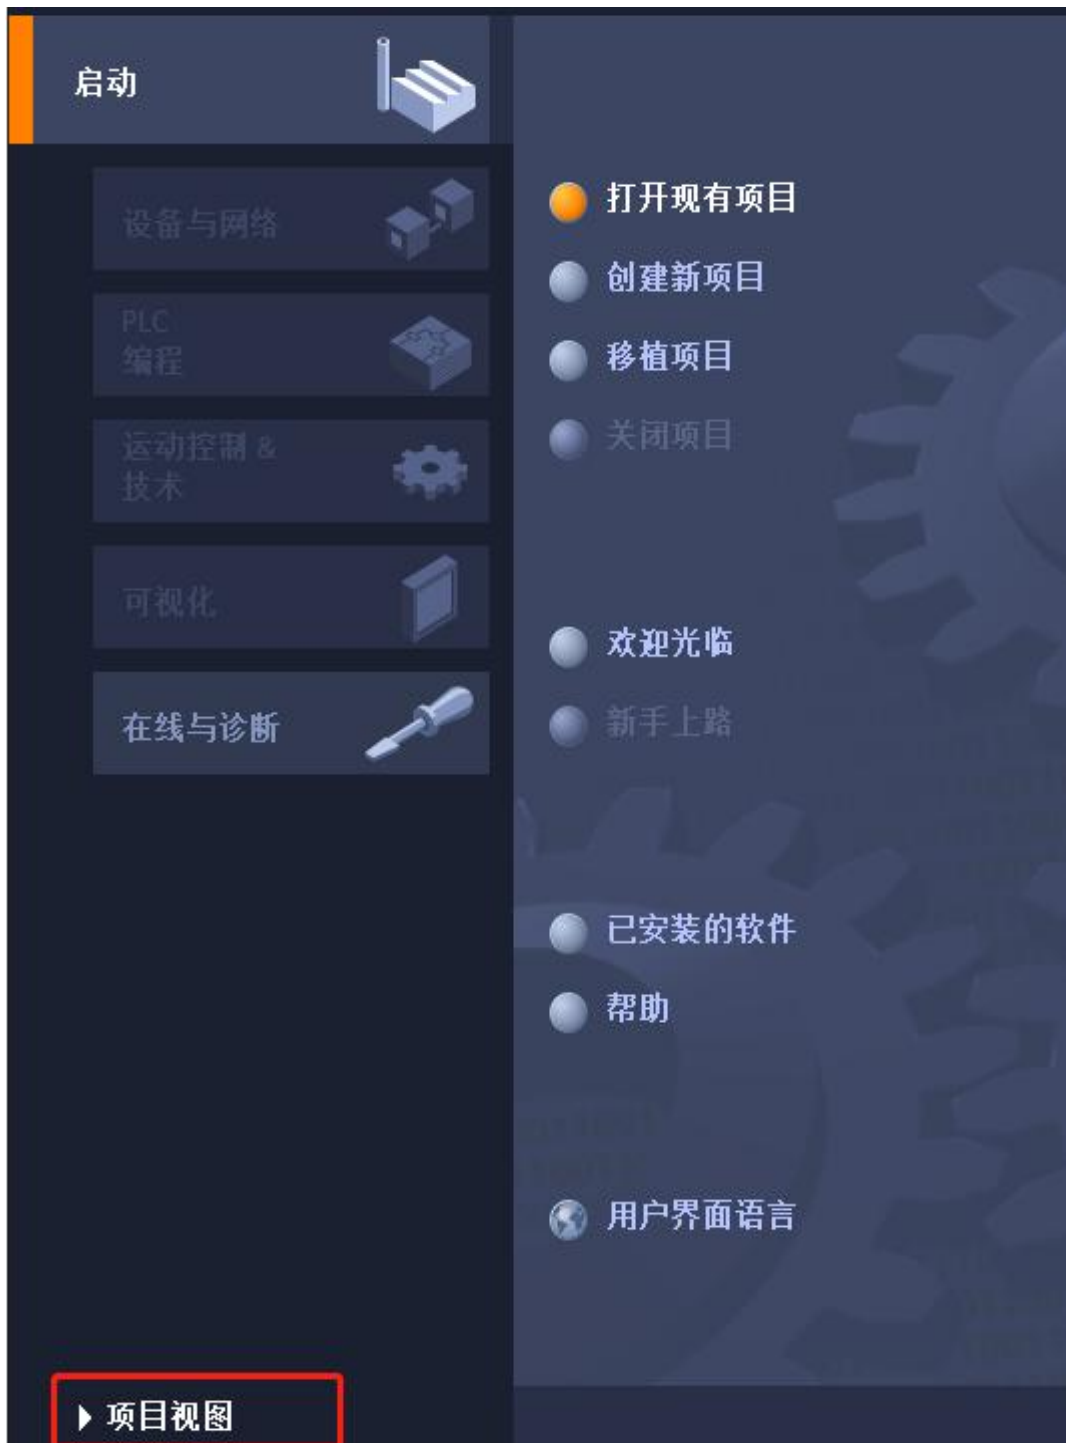 启动
设备与网络
PLC
编程
运动控制 &
技术
可视化
在线与诊断
打开现有项目
创建新项目
移植项目
关闭项目
欢迎光临
新手上路
已安装的软件
帮助
用户界面语言
项目视图